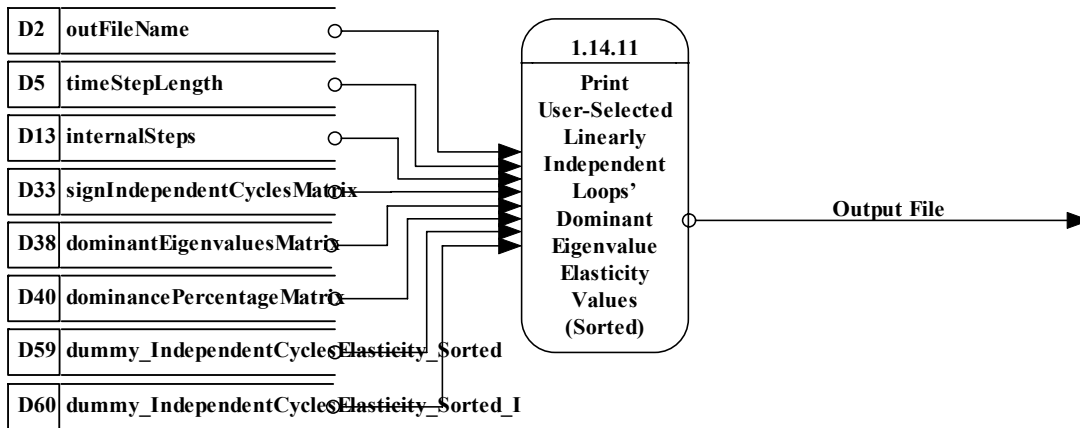 D2 outFileName
D5 timeStepLength
D13 internalSteps
D33 signIndependentCyclesMatrix
D38 dominantEigenvaluesMatrix
D40 dominancePercentageMatrix
D59 dummy_IndependentCyclesElasticity_Sorted
D60 dummy_IndependentCyclesElasticity_Sorted_I
1.14.11
Print
User-Selected
Linearly
Independent
Loops’
Dominant
Eigenvalue
Elasticity
Values
(Sorted)
Output File